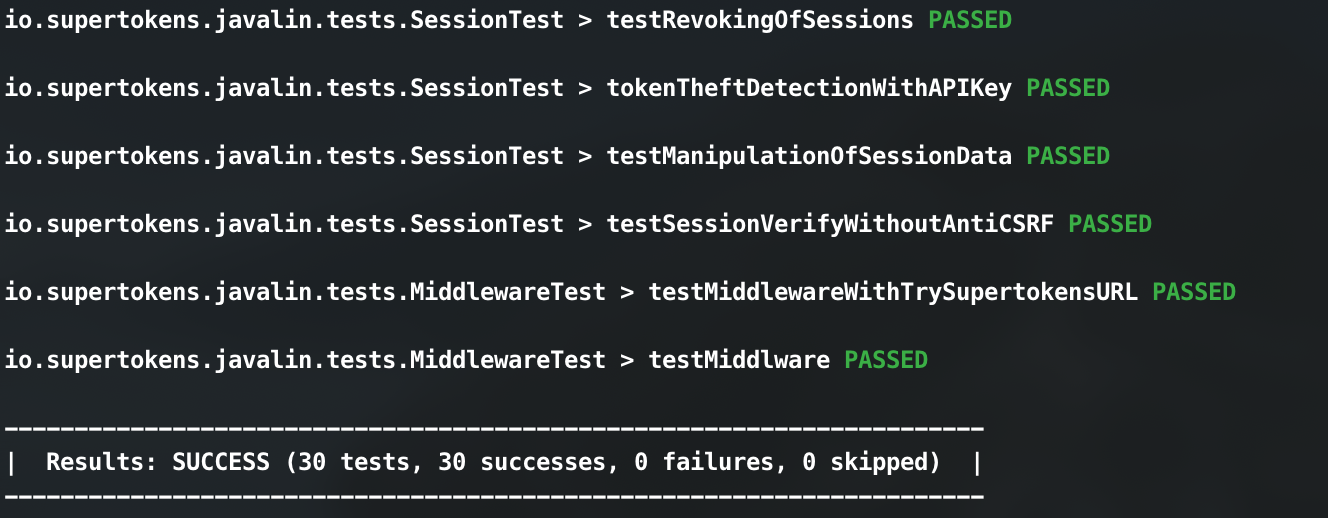 io.supertokens.javalin.tests.SessionTest > testRevokingOfSessions PASSED
io.supertokens.javalin.tests.SessionTest > tokenTheftDetectionWithAPIKey PASSED
io.supertokens.javalin.tests.SessionTest > testManipulationOfSessionData PASSED
io.supertokens.javalin.tests.SessionTest > testSessionVerifyWithoutAntiCSRF PASSED
io.supertokens.javalin.tests.MiddlewareTest > testMiddlewareWithTrySupertokensURL PASSED
io.supertokens.javalin.tests.MiddlewareTest > testMiddlware PASSED
----------------------------------------------------------------------
|  Results: SUCCESS (30 tests, 30 successes, 0 failures, 0 skipped)  |
----------------------------------------------------------------------